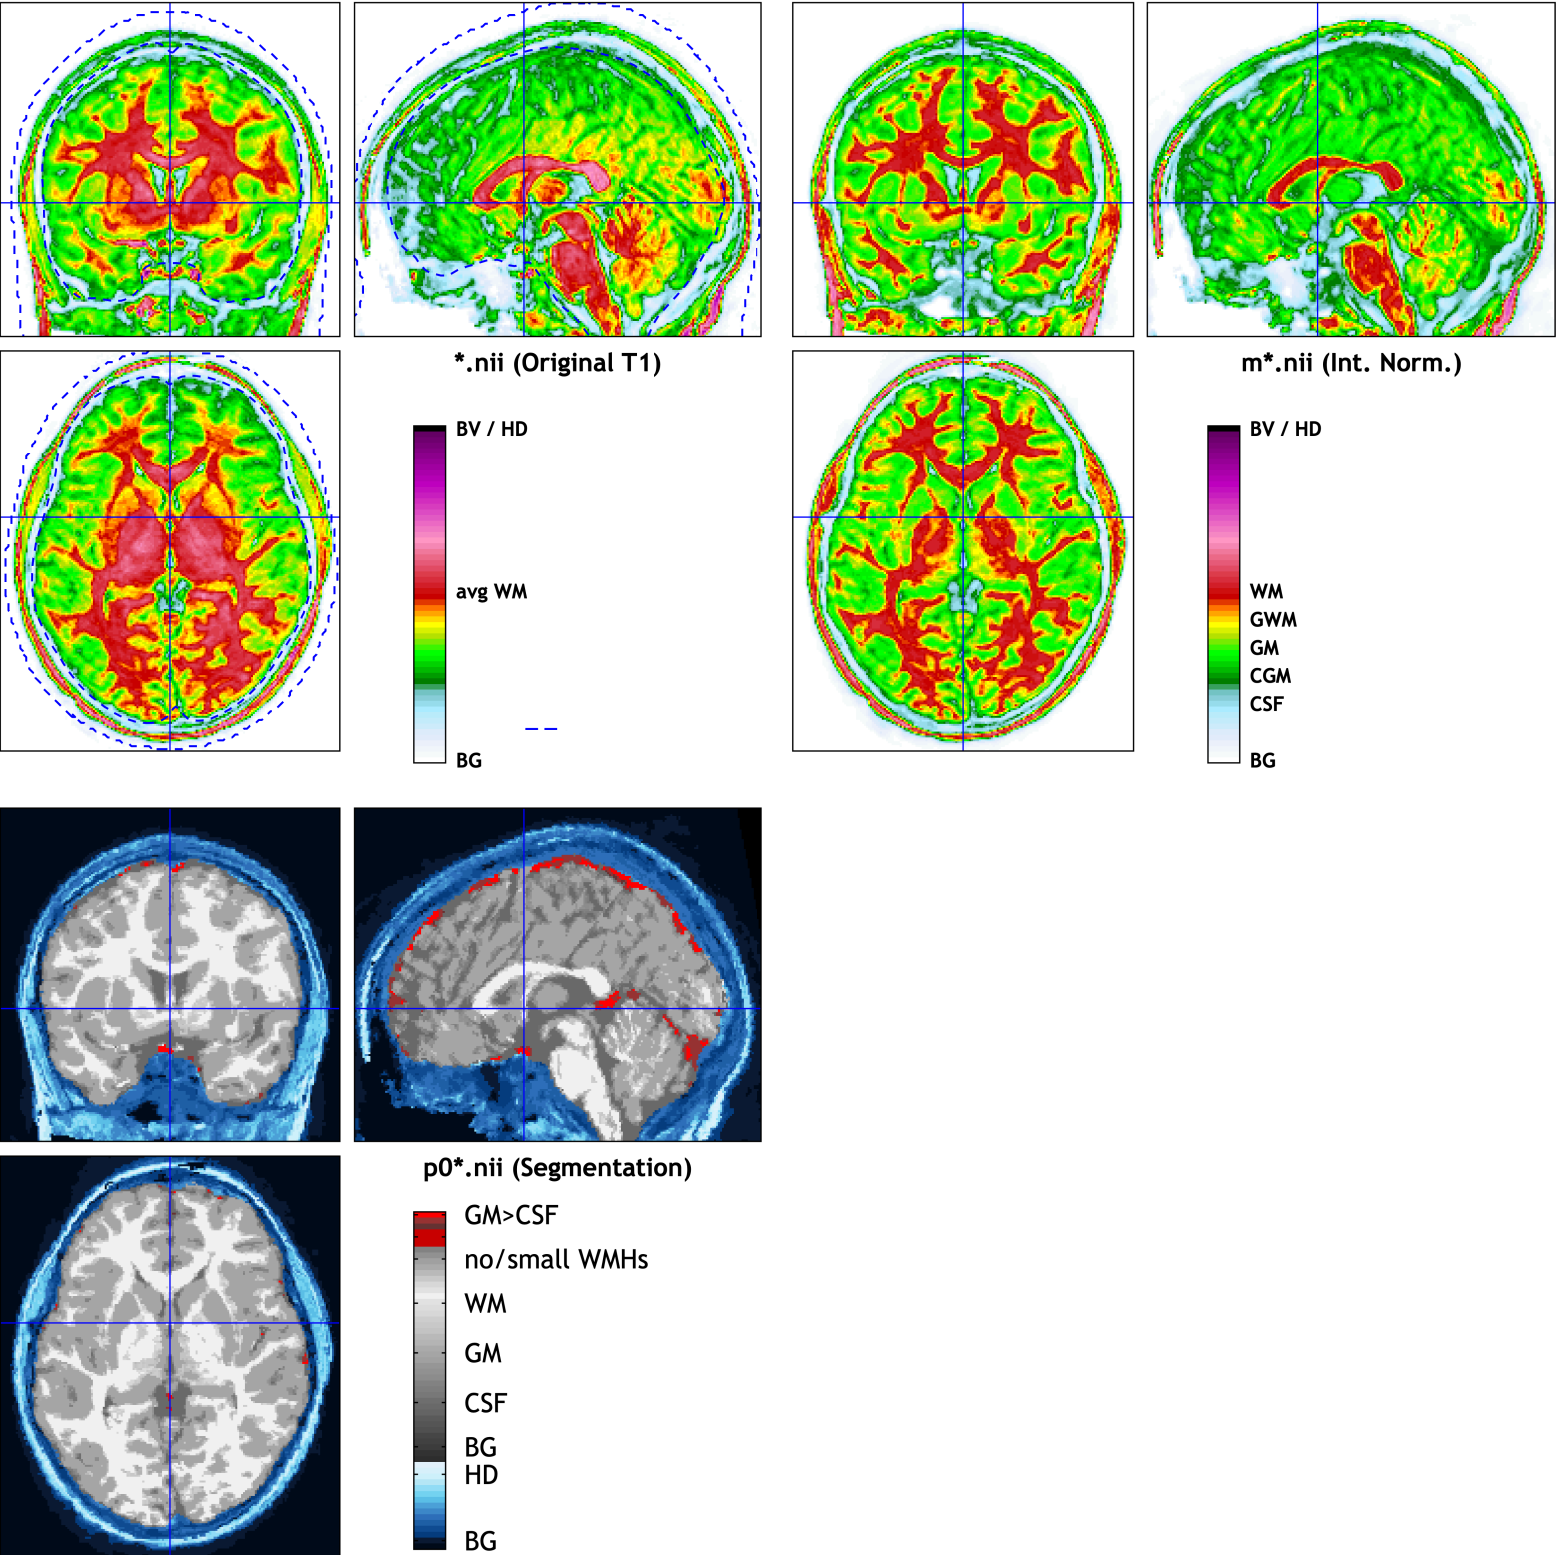 *.nii (Original T1)
BV / HD
avg WM
BG
m*.nii (Int. Norm.)
BV / HD
WM
GWM
GM
CGM
CSF
BG
p0*.nii (Segmentation)
GM>CSF
no/small WMHs
WM
GM
CSF
BG
HD
BG